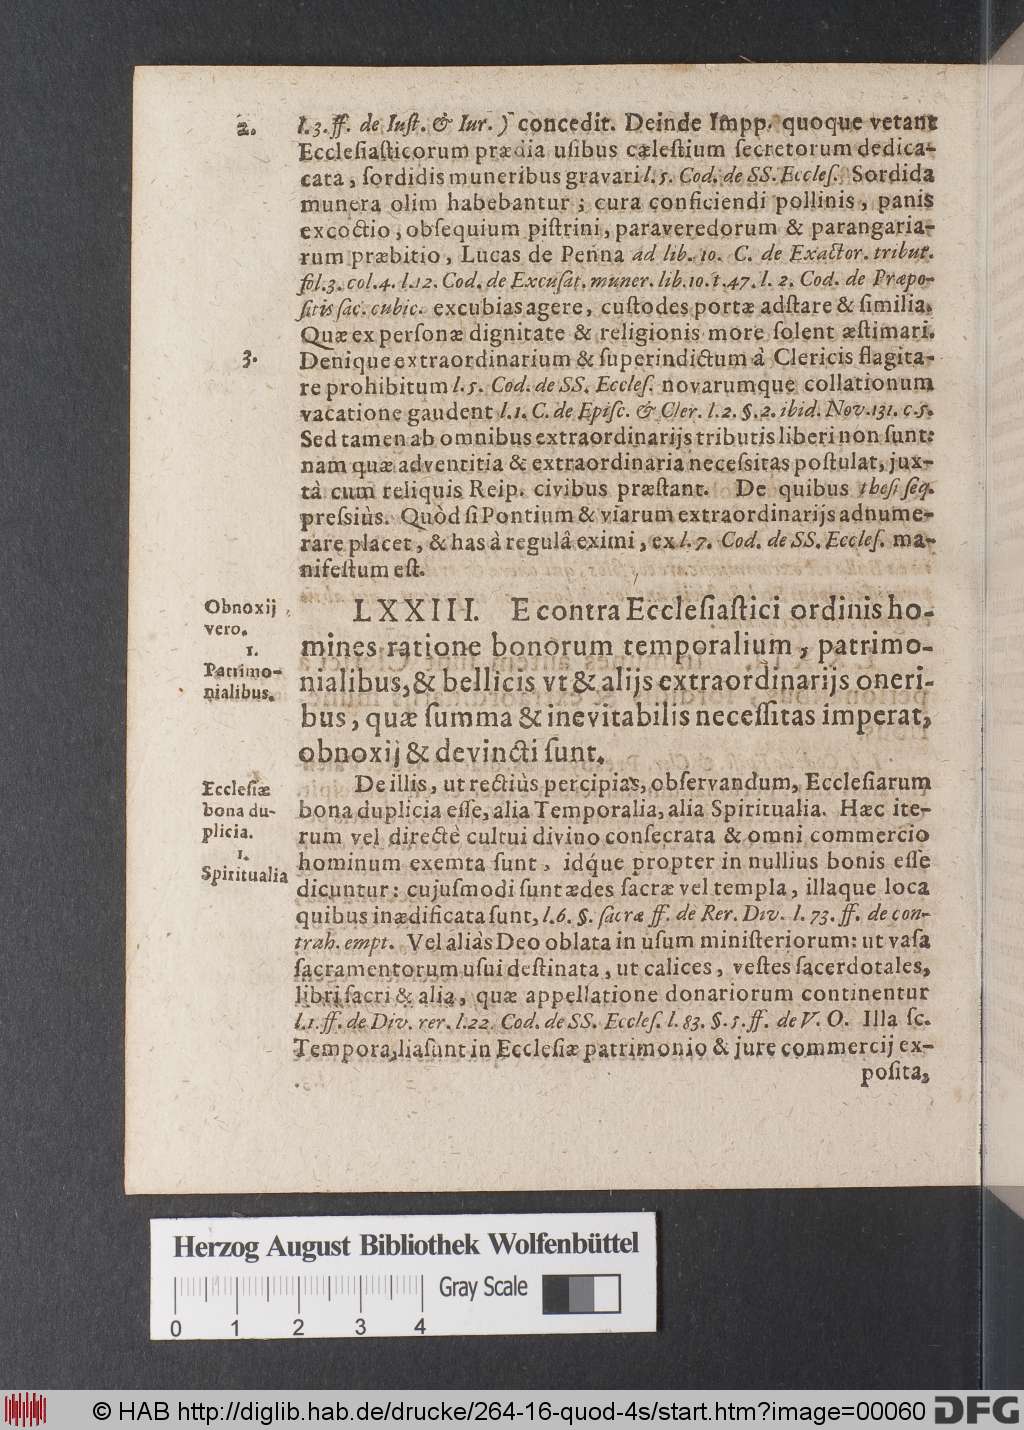 2. l. 3. ff. de Iuſt. & Iur. ) concedit. Deinde Impp. quoque vetant
Eccleſiaſticorum prædia uſibus cæleſtium ſecretorum dedica-
cata, ſordidis muneribus gravari l. 5. Cod. de SS. Eccleſ. Sordida
munera olim habebantur ; cura conficiendi pollinis, panis
excoctio, obſequium piſtrini, paraveredorum & parangaria-
rum præbitio, Lucas de Penna ad lib. 10. C. de Exactor. tribut.
fol. 3. col. 4. l. 12. Cod. de Excuſat. muner. lib. 10. t. 47. l. 2. Cod. de Præpo-
ſitis ſac. cubic. excubias agere, cuſtodes portæ adſtare & ſimilia.
Quæ ex perſonæ dignitate & religionis more ſolent æſtimari.
3. Denique extraordinarium & ſuperindictum à Clericis flagita-
re prohibitum l. 5. Cod. de SS. Eccleſ. novarumque collationum
vacatione gaudent l. 1. C. de Epiſc. & Cler. l. 2. §. 2. ibid. Nov. 131. c. 5.
Sed tamen ab omnibus extraordinarijs tributis liberi non ſunt:
nam quæ adventitia & extraordinaria neceſsitas poſtulat, jux-
tà cum reliquis Reip. civibus præſtant. De quibus theſi ſeq.
preſsiùs. Quòd ſi Pontium & viarum extraordinarijs adnume-
rare placet, & has à regulâ eximi, ex l. 7. Cod. de SS. Eccleſ. ma-
nifeſtum eſt.
Obnoxij
vero.
1.
Patrimo-
nialibus.
LXXIII. E contra Eccleſiaſtici ordinis ho-
mines ratione bonorum temporalium, patrimo-
nialibus, & bellicis vt & alijs extraordinarijs oneri-
bus, quæ ſumma & inevitabilis neceſſitas imperat,
obnoxij & devincti ſunt.
Eccleſiæ
bona du-
plicia.
1.
Spiritualia
De illis, ut rectiùs percipias, obſervandum, Eccleſiarum
bona duplicia eſſe, alia Temporalia, alia Spiritualia. Hæc ite-
rum vel directè cultui divino conſecrata & omni commercio
hominum exemta ſunt, idq́ue propter in nullius bonis eſſe
dicuntur: cujuſmodi ſunt ædes ſacræ vel templa, illaque loca
quibus inædificata ſunt, l. 6. §. ſacræ ff. de Rer. Div. l. 73. ff. de con-
trah. empt. Vel aliàs Deo oblata in uſum miniſteriorum: ut vaſa
ſacramentorum uſui deſtinata, ut calices, veſtes ſacerdotales,
libri ſacri & alia, quæ appellatione donariorum continentur
l. 1. ff. de Div. rer. l. 22. Cod. de SS. Eccleſ. l. 83. §. 5. ff. de V. O. Illa ſc.
Temporalia ſunt in Eccleſiæ patrimonio & jure commercij ex-
poſita,
Herzog August Bibliothek Wolfenbüttel
Gray Scale
0 1 2 3 4
© HAB http://diglib.hab.de/drucke/264-16-quod-4s/start.htm?image=00060 DFG